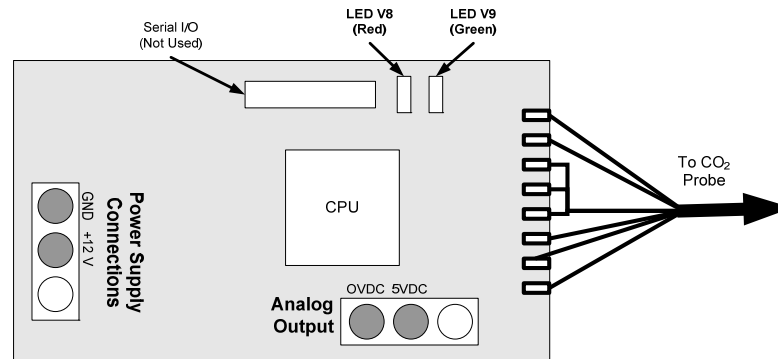 Serial I/O
(Not Used)
LED V8
(Red)
LED V9
(Green)
To CO₂
Probe
CPU
GND +12 V
Power Supply
Connections
Analog
Output
OVDC 5VDC